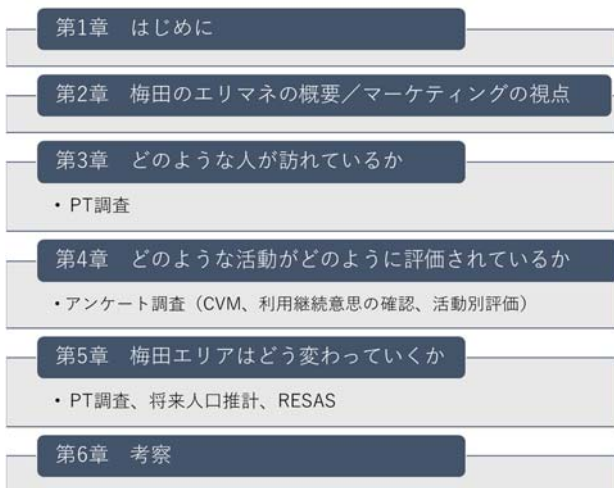 第1章　はじめに
第2章　梅田のエリマネの概要／マーケティングの視点
第3章　どのような人が訪れているか
• PT調査
第4章　どのような活動がどのように評価されているか
• アンケート調査（CVM、利用継続意思の確認、活動別評価）
第5章　梅田エリアはどう変わっていくか
• PT調査、将来人口推計、RESAS
第6章　考察